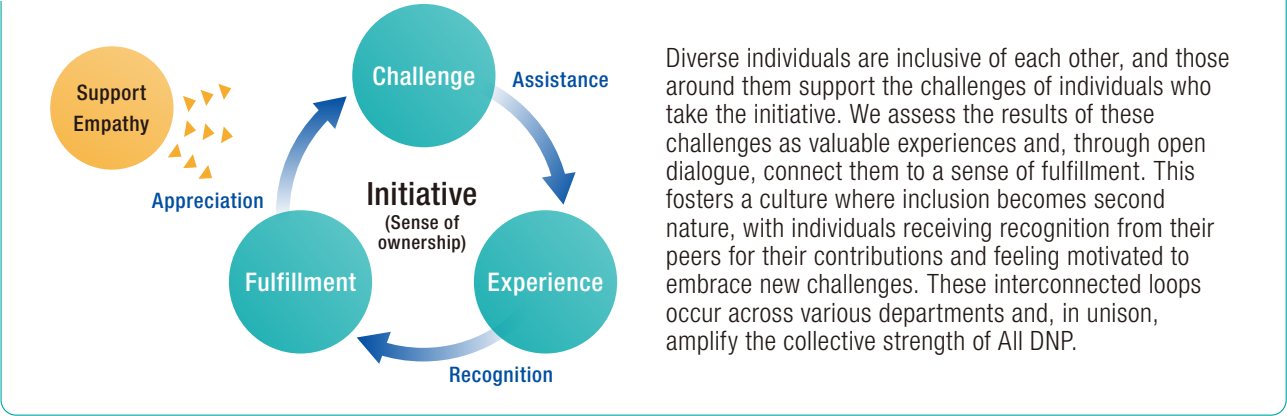 Support
Empathy
Challenge
Assistance
Appreciation
Initiative
(Sense of
ownership)
Fulfillment
Experience
Recognition
Diverse individuals are inclusive of each other, and those
around them support the challenges of individuals who
take the initiative. We assess the results of these
challenges as valuable experiences and, through open
dialogue, connect them to a sense of fulfillment. This
fosters a culture where inclusion becomes second
nature, with individuals receiving recognition from their
peers for their contributions and feeling motivated to
embrace new challenges. These interconnected loops
occur across various departments and, in unison,
amplify the collective strength of All DNP.